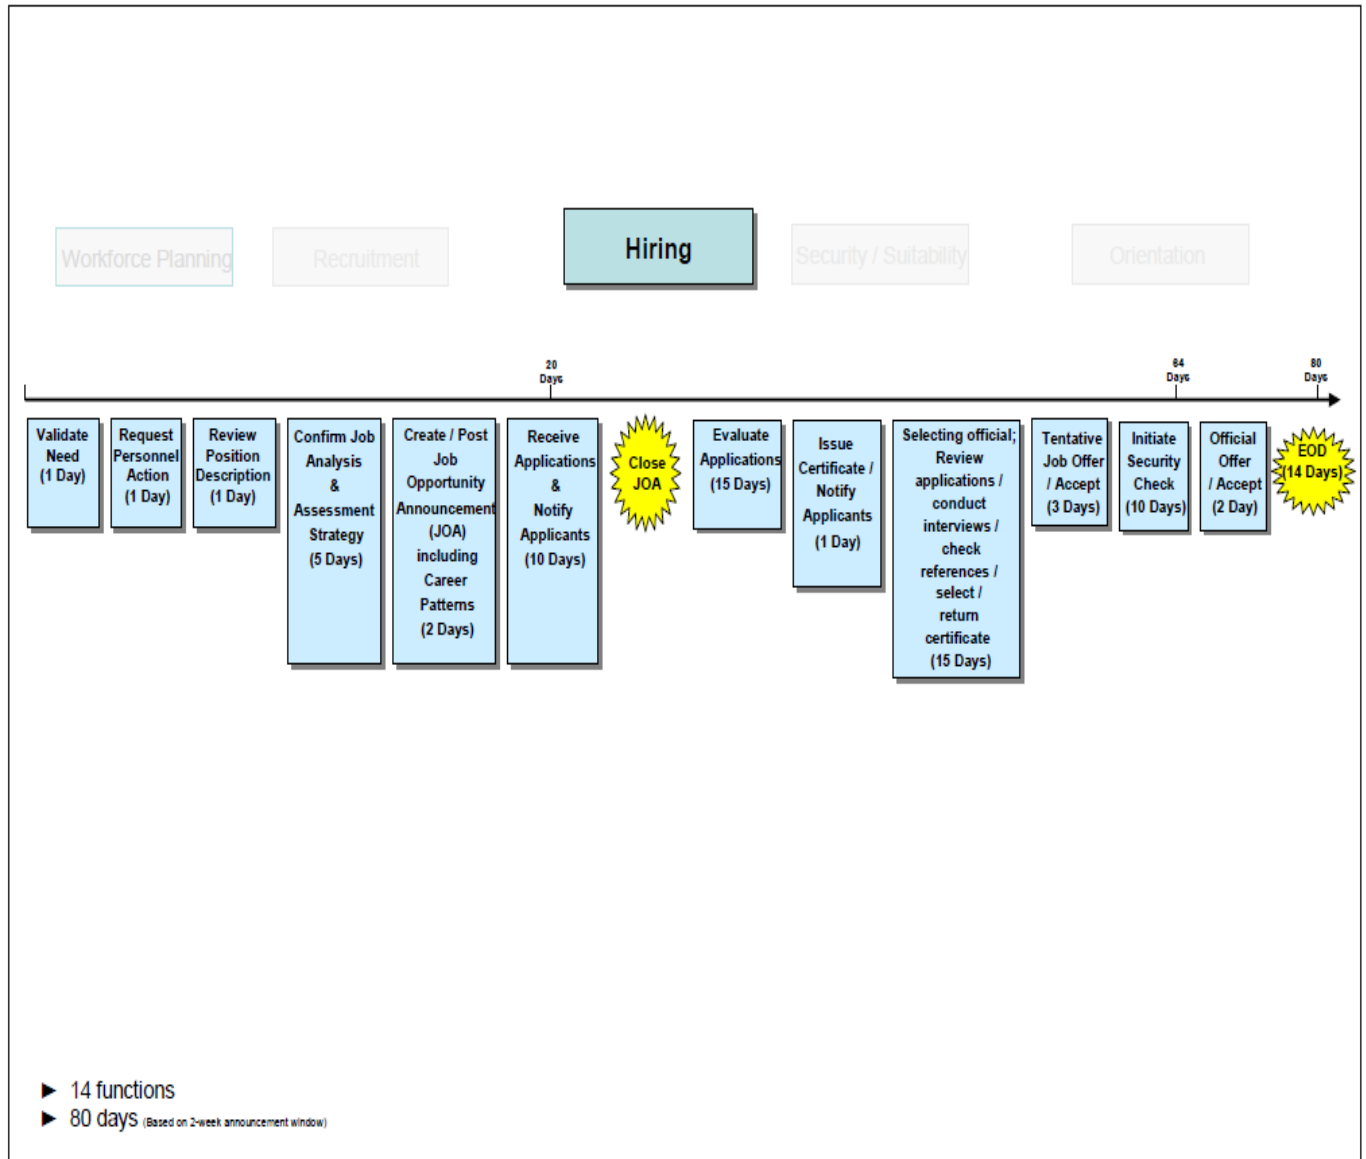 Workforce Planning
Recruitment
Hiring
Security / Suitability
Orientation
20
Days
64
Days
80
Days
Validate
Need
(1 Day)
Request
Personnel
Action
(1 Day)
Review
Position
Description
(1 Day)
Confirm Job
Analysis
&
Assessment
Strategy
(5 Days)
Create / Post
Job
Opportunity
Announcement
(JOA)
including
Career
Patterns
(2 Days)
Receive
Applications
&
Notify
Applicants
(10 Days)
Close
JOA
Evaluate
Applications
(15 Days)
Issue
Certificate /
Notify
Applicants
(1 Day)
Selecting official;
Review
applications /
conduct
interviews /
check
references /
select /
return
certificate
(15 Days)
Tentative
Job Offer
/ Accept
(3 Days)
Initiate
Security
Check
(10 Days)
Official
Offer
/ Accept
(2 Day)
EOD
(14 Days)
► 14 functions
► 80 days (Based on 2-week announcement window)